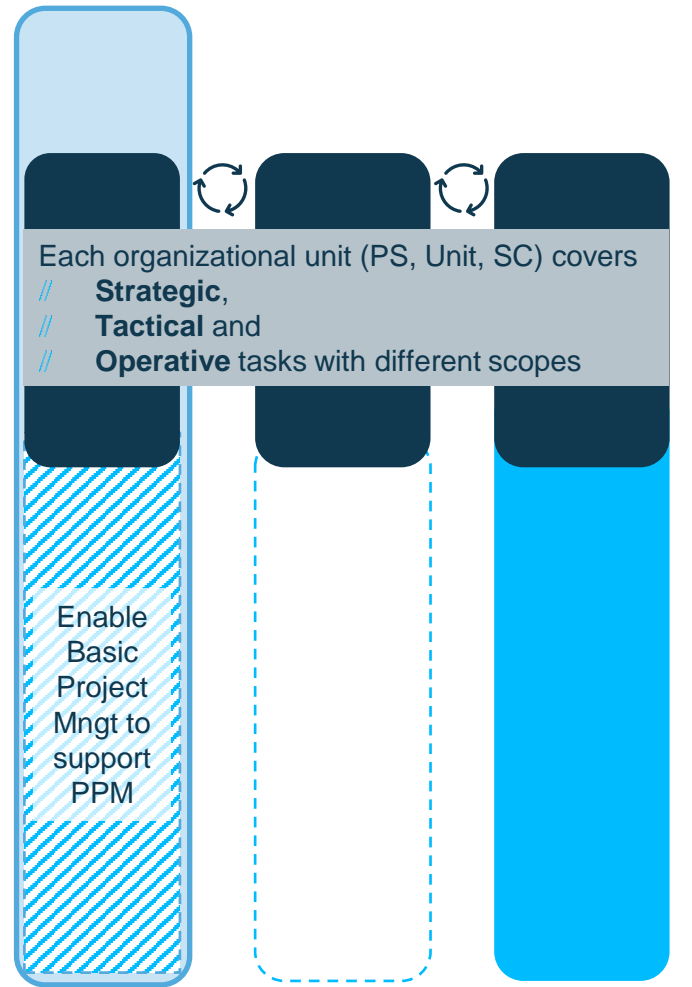 Each organizational unit (PS, Unit, SC) covers
// Strategic,
// Tactical and
// Operative tasks with different scopes
Enable
Basic
Project
Mngt to
support
PPM